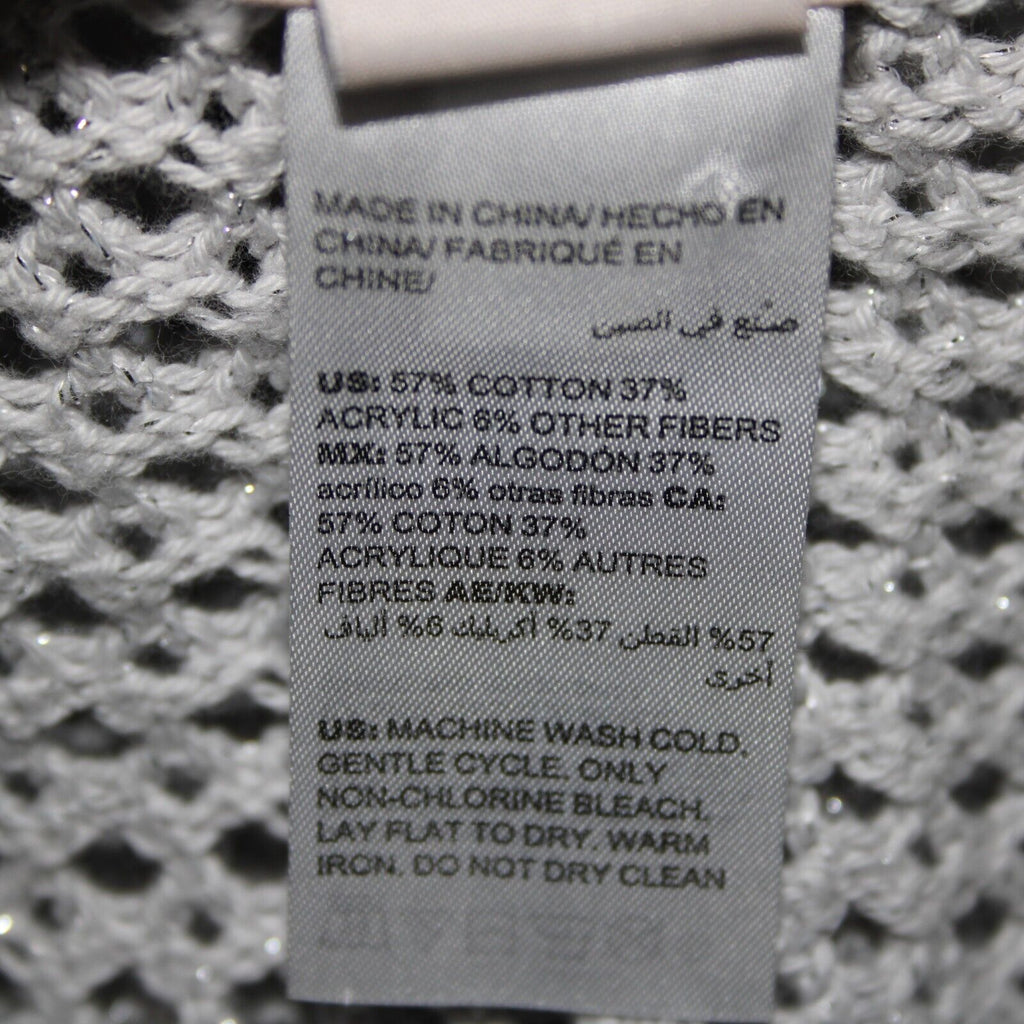 MADE IN CHINA/ HECHO EN
CHINA/ FABRIQUÉ EN
CHINE/
صنع في الصين
US: 57% COTTON 37%
ACRYLIC 6% OTHER FIBERS
MX: 57% ALGODÓN 37%
acrílico 6% otras fibras CA:
57% COTON 37%
ACRYLIQUE 6% AUTRES
FIBRES AE/KW:
57% القطن 37% أكريليك 6% ألياف
أخرى
US: MACHINE WASH COLD.
GENTLE CYCLE. ONLY
NON-CHLORINE BLEACH.
LAY FLAT TO DRY. WARM
IRON. DO NOT DRY CLEAN